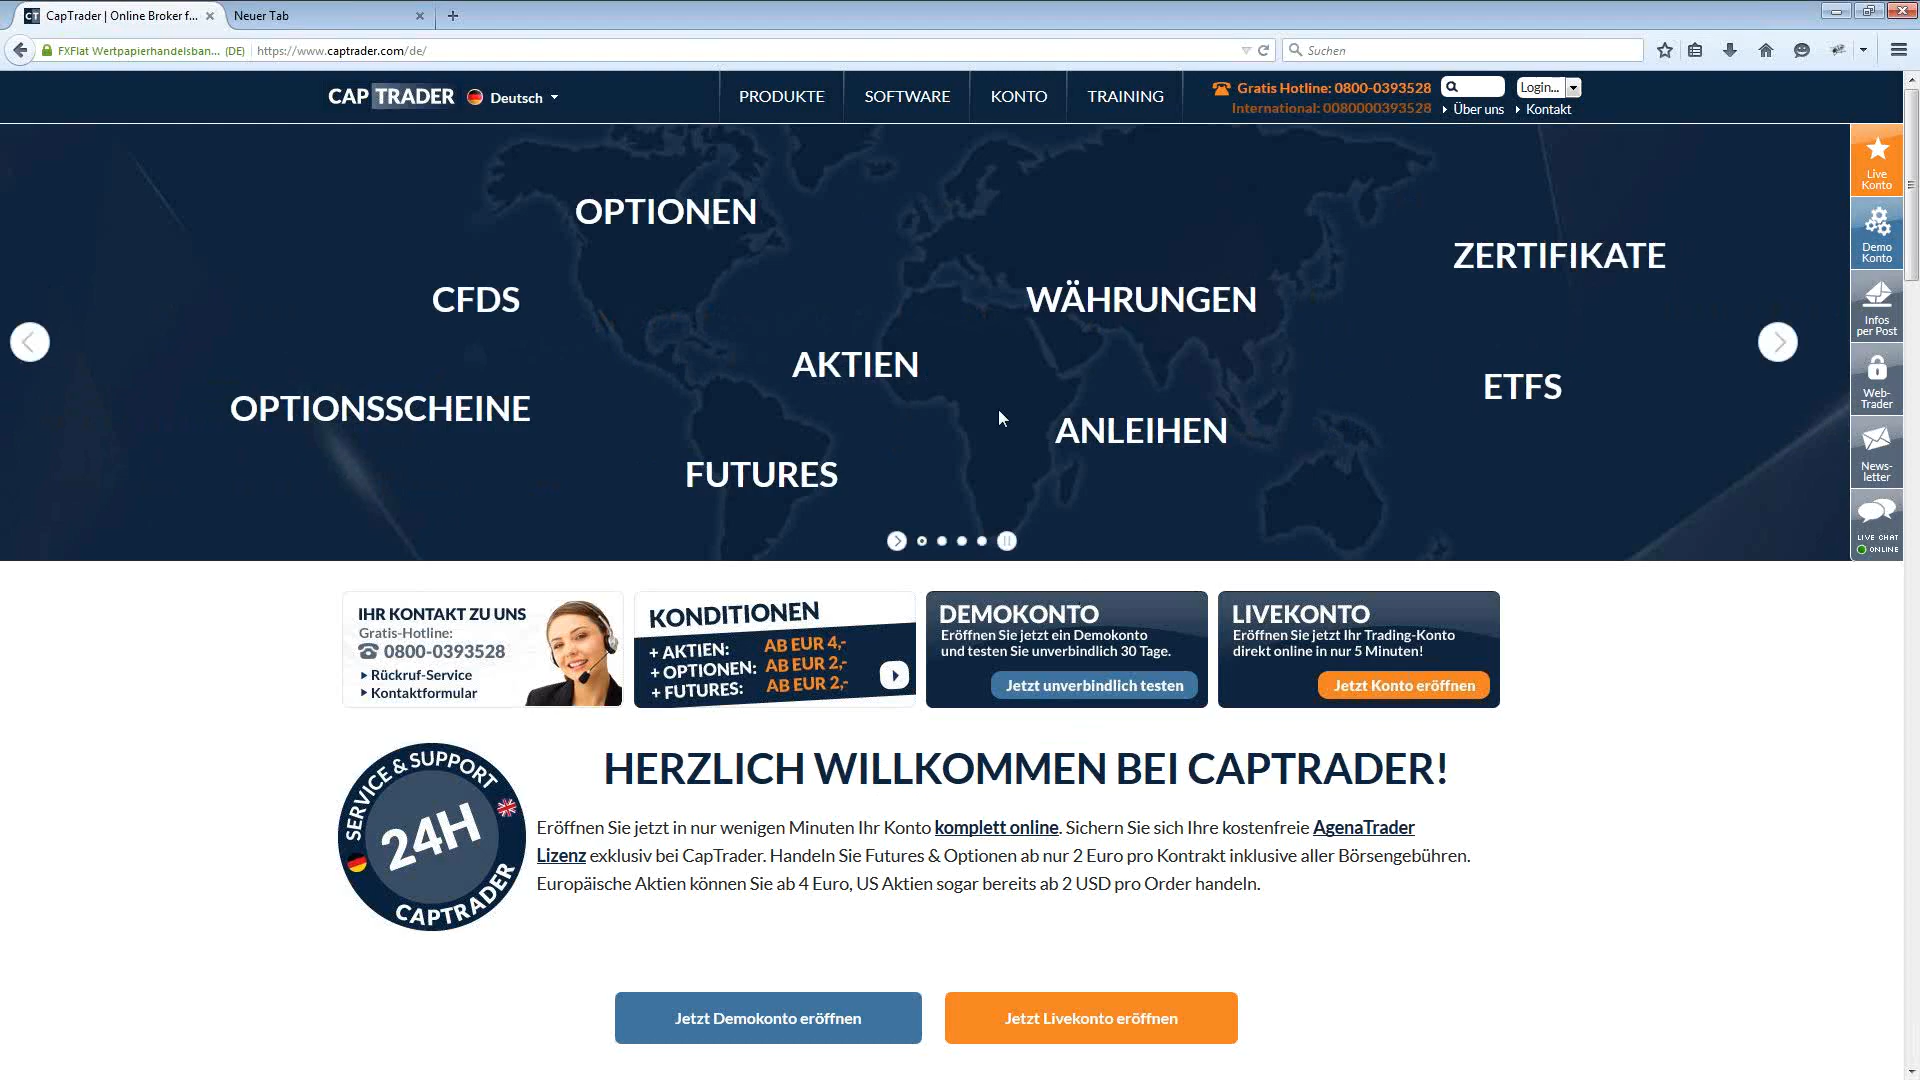 CT CapTrader | Online Broker f...
Neuer Tab
FXFlat Wertpapierhandelsban... (DE)
https://www.captrader.com/de/
Suchen
CAP TRADER
Deutsch
PRODUKTE
SOFTWARE
KONTO
TRAINING
Gratis Hotline: 0800-0393528
International: 0080000393528
Login...
Über uns
Kontakt
OPTIONEN
ZERTIFIKATE
CFDS
WÄHRUNGEN
AKTIEN
ETFS
OPTIONSSCHEINE
ANLEIHEN
FUTURES
Live
Konto
Demo
Konto
Infos
per Post
Web-
Trader
News-
letter
LIVE CHAT
ONLINE
IHR KONTAKT ZU UNS
Gratis-Hotline:
0800-0393528
Rückruf-Service
Kontaktformular
KONDITIONEN
+ AKTIEN: AB EUR 4,-
+ OPTIONEN: AB EUR 2,-
+ FUTURES: AB EUR 2,-
DEMOKONTO
Eröffnen Sie jetzt ein Demokonto
und testen Sie unverbindlich 30 Tage.
Jetzt unverbindlich testen
LIVEKONTO
Eröffnen Sie jetzt Ihr Trading-Konto
direkt online in nur 5 Minuten!
Jetzt Konto eröffnen
SERVICE & SUPPORT
24H
CAPTRADER
HERZLICH WILLKOMMEN BEI CAPTRADER!
Eröffnen Sie jetzt in nur wenigen Minuten Ihr Konto komplett online. Sichern Sie sich Ihre kostenfreie AgenaTrader
Lizenz exklusiv bei CapTrader. Handeln Sie Futures & Optionen ab nur 2 Euro pro Kontrakt inklusive aller Börsengebühren.
Europäische Aktien können Sie ab 4 Euro, US Aktien sogar bereits ab 2 USD pro Order handeln.
Jetzt Demokonto eröffnen
Jetzt Livekonto eröffnen